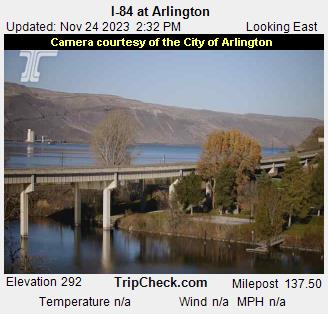 I-84 at Arlington
Updated: Nov 24 2023 2:32 PM Looking East
Camera courtesy of the City of Arlington
Elevation 292 TripCheck.com Milepost 137.50
Temperature n/a Wind n/a MPH n/a